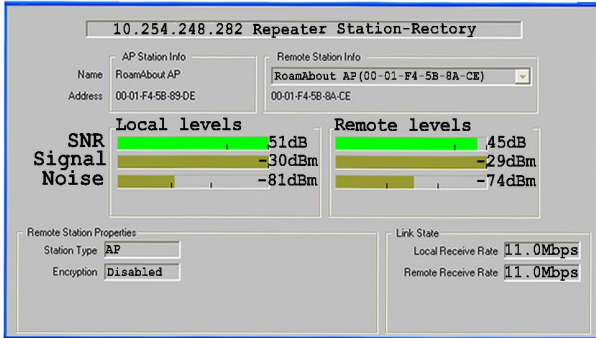 10.254.248.282 Repeater Station-Rectory
AP Station Info
Name RoamAbout AP
Address 00-01-F4-5B-89-DE
Remote Station Info
RoamAbout AP(00-01-F4-5B-8A-CE)
00-01-F4-5B-8A-CE
Local levels
SNR 51dB
Signal -30dBm
Noise -81dBm
Remote levels
45dB
-29dBm
-74dBm
Remote Station Properties
Station Type AP
Encryption Disabled
Link State
Local Receive Rate 11.0Mbps
Remote Receive Rate 11.0Mbps